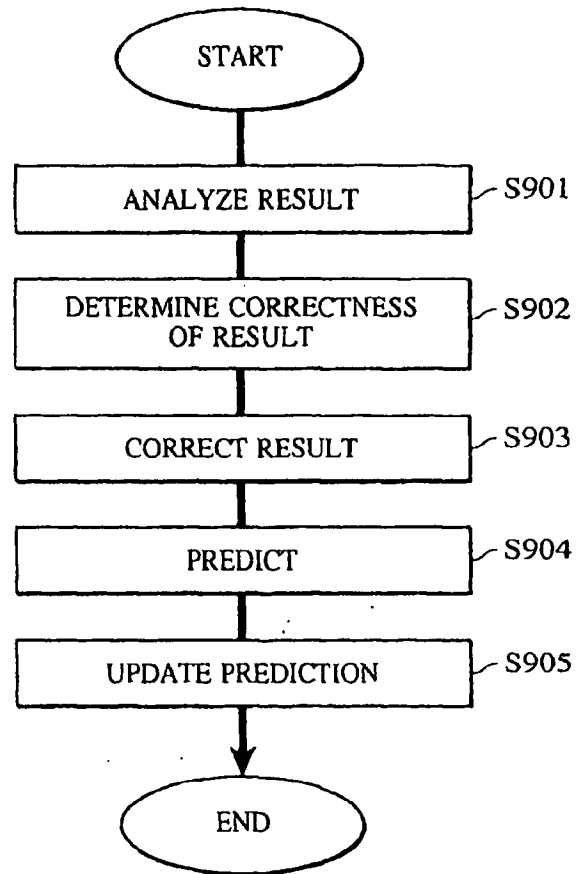 START
ANALYZE RESULT
S901
DETERMINE CORRECTNESS
OF RESULT
S902
CORRECT RESULT
S903
PREDICT
S904
UPDATE PREDICTION
S905
END